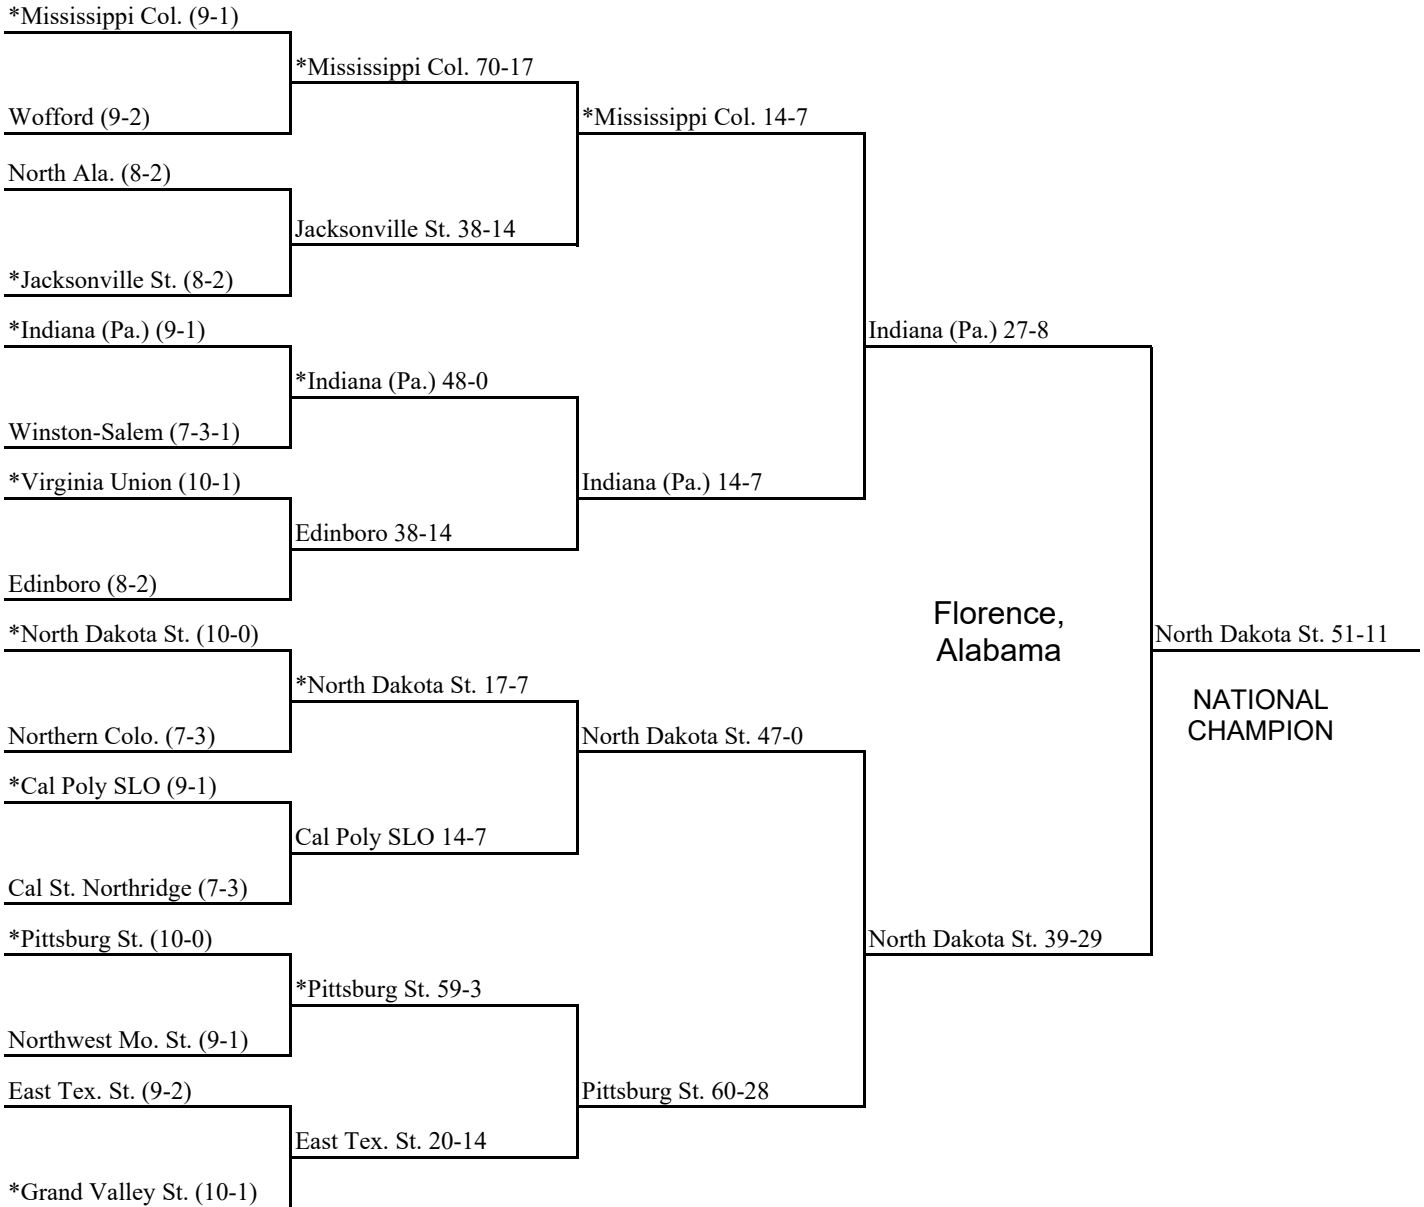 *Mississippi Col. (9-1)
*Mississippi Col. 70-17
Wofford (9-2)
*Mississippi Col. 14-7
North Ala. (8-2)
Jacksonville St. 38-14
*Jacksonville St. (8-2)
*Indiana (Pa.) (9-1)
Indiana (Pa.) 27-8
*Indiana (Pa.) 48-0
Winston-Salem (7-3-1)
*Virginia Union (10-1)
Indiana (Pa.) 14-7
Edinboro 38-14
Edinboro (8-2)
Florence,
Alabama
*North Dakota St. (10-0)
North Dakota St. 51-11
*North Dakota St. 17-7
NATIONAL
CHAMPION
Northern Colo. (7-3)
North Dakota St. 47-0
*Cal Poly SLO (9-1)
Cal Poly SLO 14-7
Cal St. Northridge (7-3)
*Pittsburg St. (10-0)
North Dakota St. 39-29
*Pittsburg St. 59-3
Northwest Mo. St. (9-1)
East Tex. St. (9-2)
Pittsburg St. 60-28
East Tex. St. 20-14
*Grand Valley St. (10-1)